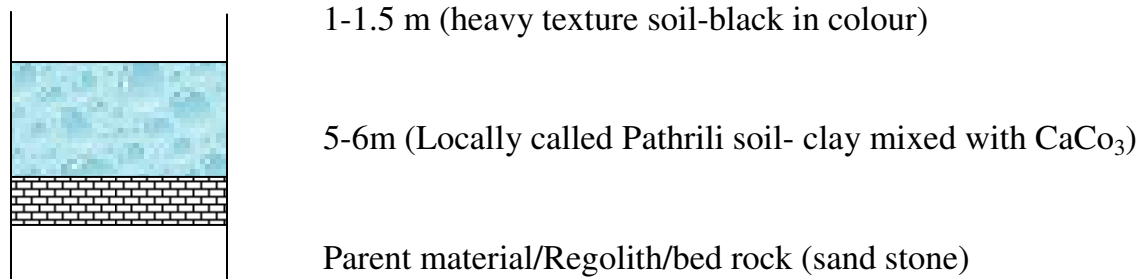 1-1.5 m (heavy texture soil-black in colour)
5-6m (Locally called Pathrili soil- clay mixed with CaCo₃)
Parent material/Regolith/bed rock (sand stone)